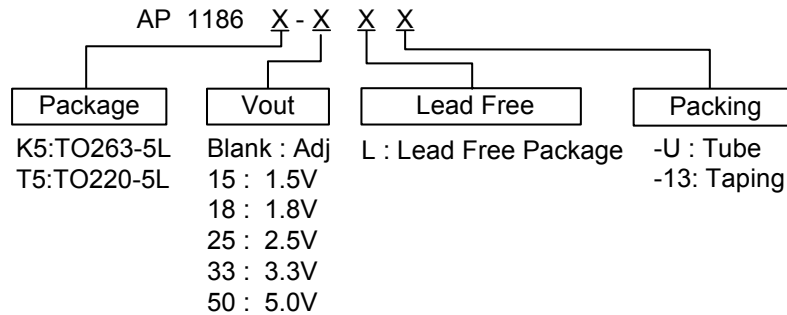 AP 1186 X - X X X
Package Vout Lead Free Packing
K5:TO263-5L Blank : Adj L : Lead Free Package -U : Tube
T5:TO220-5L 15 : 1.5V -13: Taping
18 : 1.8V
25 : 2.5V
33 : 3.3V
50 : 5.0V